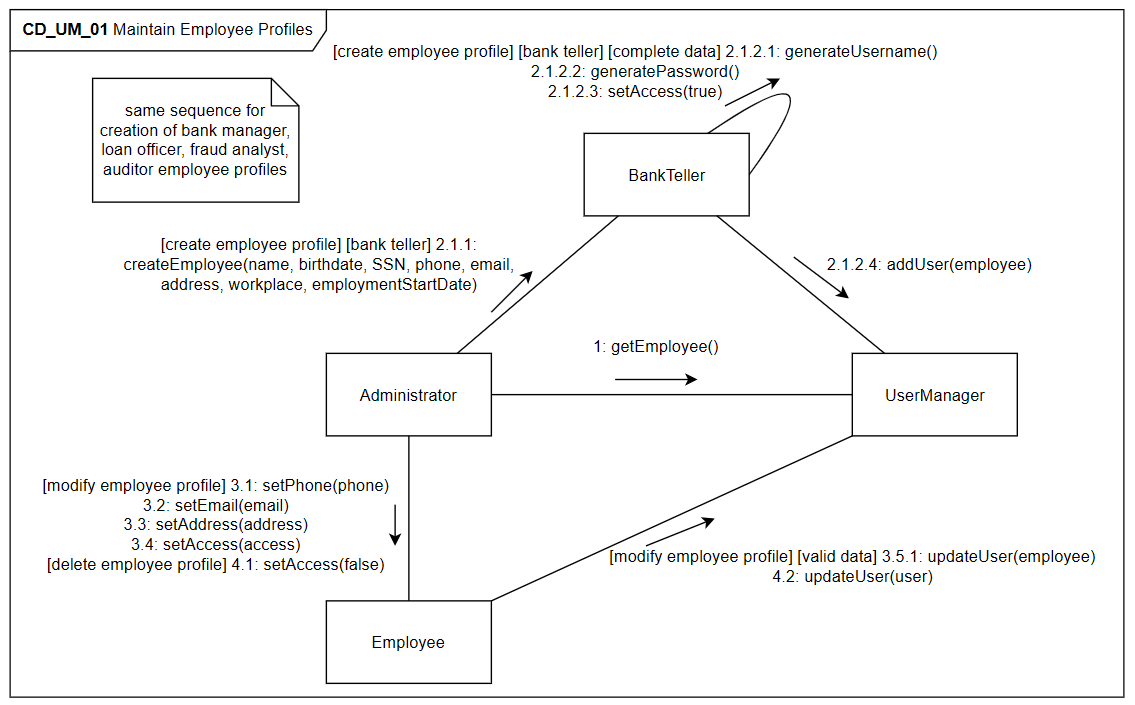 CD_UM_01 Maintain Employee Profiles
[create employee profile] [bank teller] [complete data] 2.1.2.1: generateUsername()
2.1.2.2: generatePassword()
2.1.2.3: setAccess(true)
same sequence for
creation of bank manager,
loan officer, fraud analyst,
auditor employee profiles
BankTeller
[create employee profile] [bank teller] 2.1.1:
createEmployee(name, birthdate, SSN, phone, email,
address, workplace, employmentStartDate)
2.1.2.4: addUser(employee)
1: getEmployee()
Administrator
UserManager
[modify employee profile] 3.1: setPhone(phone)
3.2: setEmail(email)
3.3: setAddress(address)
3.4: setAccess(access)
[delete employee profile] 4.1: setAccess(false)
[modify employee profile] [valid data] 3.5.1: updateUser(employee)
4.2: updateUser(user)
Employee